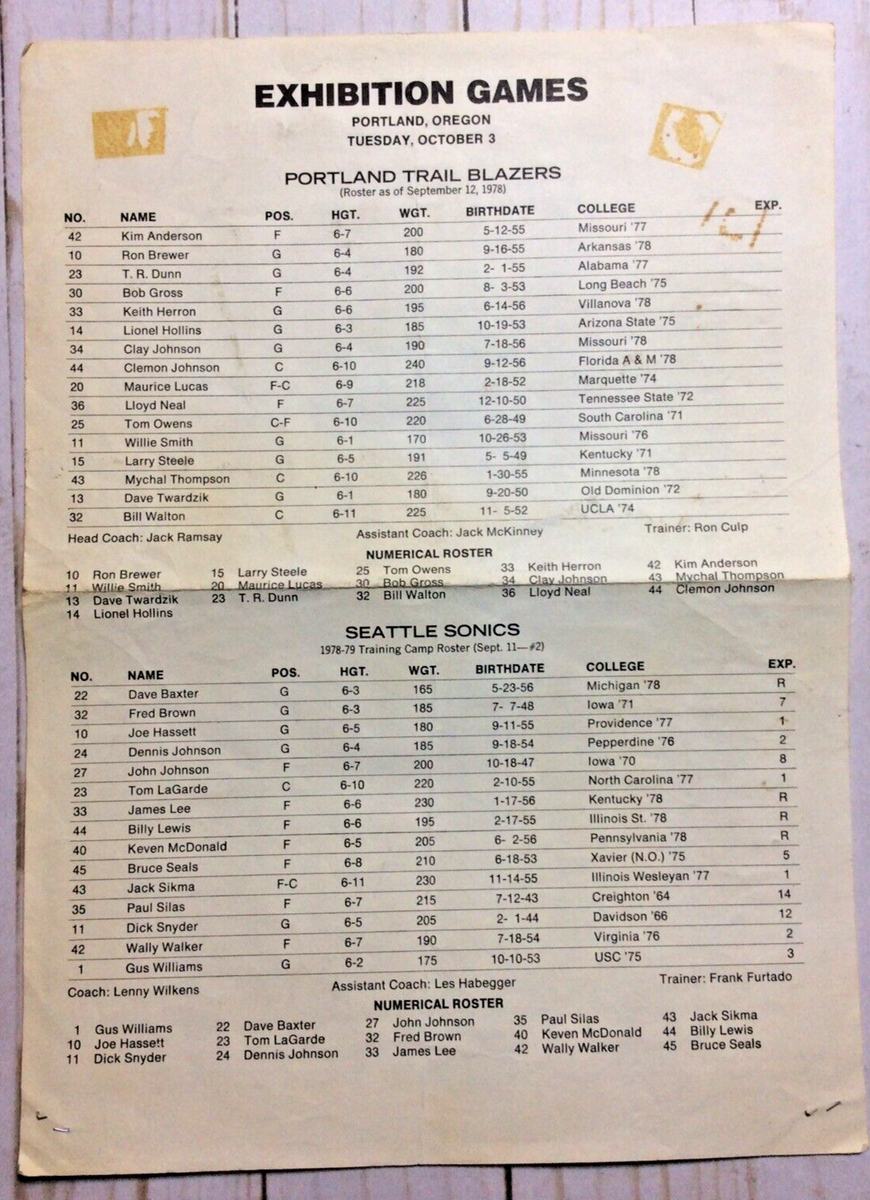 EXHIBITION GAMES
PORTLAND, OREGON
TUESDAY, OCTOBER 3
PORTLAND TRAIL BLAZERS
(Roster as of September 12, 1978)
NO. NAME POS. HGT. WGT. BIRTHDATE COLLEGE EXP.
42 Kim Anderson F 6-7 200 5-12-55 Missouri '77
10 Ron Brewer G 6-4 180 9-16-55 Arkansas '78
23 T. R. Dunn G 6-4 192 2- 1-55 Alabama '77
30 Bob Gross F 6-6 200 8- 3-53 Long Beach '75
33 Keith Herron G 6-6 195 6-14-56 Villanova '78
14 Lionel Hollins G 6-3 185 10-19-53 Arizona State '75
34 Clay Johnson G 6-4 190 7-18-56 Missouri '78
44 Clemon Johnson C 6-10 240 9-12-56 Florida A & M '78
20 Maurice Lucas F-C 6-9 218 2-18-52 Marquette '74
36 Lloyd Neal F 6-7 225 12-10-50 Tennessee State '72
25 Tom Owens C-F 6-10 220 6-28-49 South Carolina '71
11 Willie Smith G 6-1 170 10-26-53 Missouri '76
15 Larry Steele G 6-5 191 5- 5-49 Kentucky '71
43 Mychal Thompson C 6-10 226 1-30-55 Minnesota '78
13 Dave Twardzik G 6-1 180 9-20-50 Old Dominion '72
32 Bill Walton C 6-11 225 11- 5-52 UCLA '74
Head Coach: Jack Ramsay Assistant Coach: Jack McKinney Trainer: Ron Culp
NUMERICAL ROSTER
10 Ron Brewer 15 Larry Steele 25 Tom Owens 33 Keith Herron 42 Kim Anderson
11 Willie Smith 20 Maurice Lucas 30 Bob Gross 34 Clay Johnson 43 Mychal Thompson
13 Dave Twardzik 23 T. R. Dunn 32 Bill Walton 36 Lloyd Neal 44 Clemon Johnson
14 Lionel Hollins
SEATTLE SONICS
1978-79 Training Camp Roster (Sept. 11—#2)
NO. NAME POS. HGT. WGT. BIRTHDATE COLLEGE EXP.
22 Dave Baxter G 6-3 165 5-23-56 Michigan '78 R
32 Fred Brown G 6-3 185 7- 7-48 Iowa '71 7
10 Joe Hassett G 6-5 180 9-11-55 Providence '77 1
24 Dennis Johnson G 6-4 185 9-18-54 Pepperdine '76 2
27 John Johnson F 6-7 200 10-18-47 Iowa '70 8
23 Tom LaGarde C 6-10 220 2-10-55 North Carolina '77 1
33 James Lee F 6-6 230 1-17-56 Kentucky '78 R
44 Billy Lewis F 6-6 195 2-17-55 Illinois St. '78 R
40 Keven McDonald F 6-5 205 6- 2-56 Pennsylvania '78 R
45 Bruce Seals F 6-8 210 6-18-53 Xavier (N.O.) '75 5
43 Jack Sikma F-C 6-11 230 11-14-55 Illinois Wesleyan '77 1
35 Paul Silas F 6-7 215 7-12-43 Creighton '64 14
11 Dick Snyder G 6-5 205 2- 1-44 Davidson '66 12
42 Wally Walker F 6-7 190 7-18-54 Virginia '76 2
1 Gus Williams G 6-2 175 10-10-53 USC '75 3
Coach: Lenny Wilkens Assistant Coach: Les Habegger Trainer: Frank Furtado
NUMERICAL ROSTER
1 Gus Williams 22 Dave Baxter 27 John Johnson 35 Paul Silas 43 Jack Sikma
10 Joe Hassett 23 Tom LaGarde 32 Fred Brown 40 Keven McDonald 44 Billy Lewis
11 Dick Snyder 24 Dennis Johnson 33 James Lee 42 Wally Walker 45 Bruce Seals